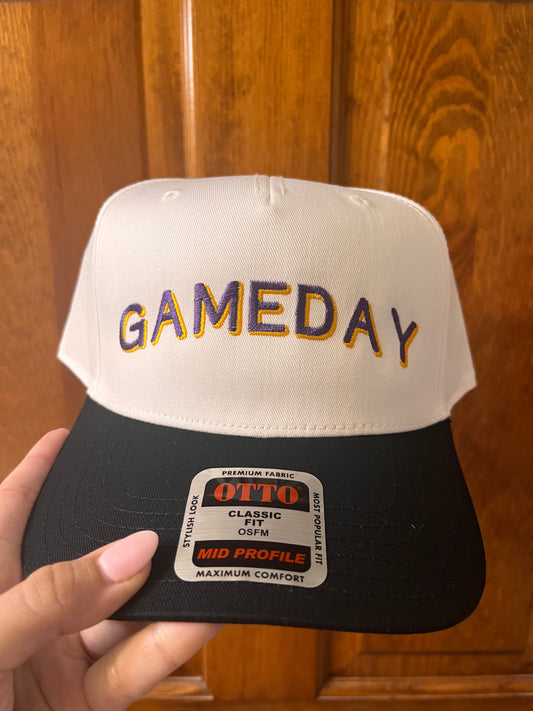 GAMEDAY
PREMIUM FABRIC
STYLISH LOOK
OTTO
CLASSIC
FIT
OSFM
MID PROFILE
MOST POPULAR FIT
MAXIMUM COMFORT